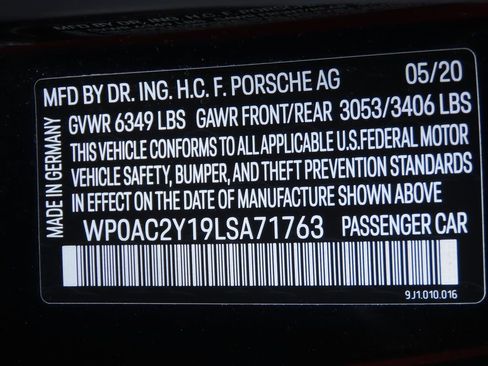 MFD BY DR. ING. H.C. F. PORSCHE AG 05/20
GVWR 6349 LBS GAWR FRONT/REAR 3053/3406 LBS
THIS VEHICLE CONFORMS TO ALL APPLICABLE U.S.FEDERAL MOTOR
VEHICLE SAFETY, BUMPER, AND THEFT PREVENTION STANDARDS
IN EFFECT ON THE DATE OF MANUFACTURE SHOWN ABOVE
WP0AC2Y19LSA71763 PASSENGER CAR
9J1.010.016
MADE IN GERMANY